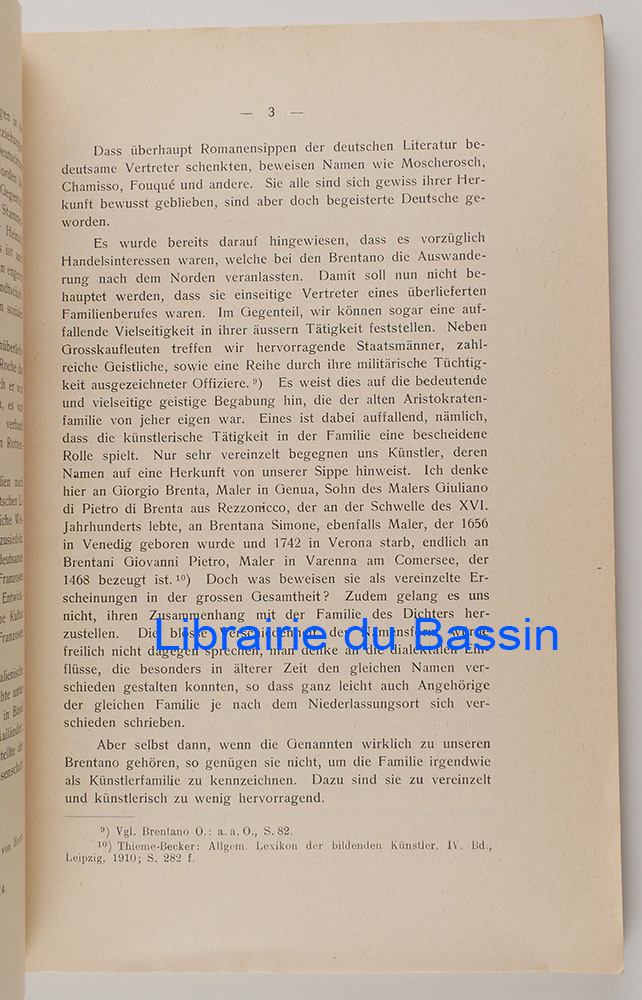 — 3 —
Dass überhaupt Romanensippen der deutschen Literatur be-
deutsame Vertreter schenkten, beweisen Namen wie Moscherosch,
Chamisso, Fouqué und andere. Sie alle sind sich gewiss ihrer Her-
kunft bewusst geblieben, sind aber doch begeisterte Deutsche ge-
worden.
Es wurde bereits darauf hingewiesen, dass es vorzüglich
Handelsinteressen waren, welche bei den Brentano die Auswande-
rung nach dem Norden veranlassten. Damit soll nun nicht be-
hauptet werden, dass sie einseitige Vertreter eines überlieferten
Familienberufes waren. Im Gegenteil, wir können sogar eine auf-
fallende Vielseitigkeit in ihrer äussern Tätigkeit feststellen. Neben
Grosskaufleuten treffen wir hervorragende Staatsmänner, zahl-
reiche Geistliche, sowie eine Reihe durch ihre militärische Tüchtig-
keit ausgezeichneter Offiziere. ⁹) Es weist dies auf die bedeutende
und vielseitige geistige Begabung hin, die der alten Aristokraten-
familie von jeher eigen war. Eines ist dabei auffallend, nämlich,
dass die künstlerische Tätigkeit in der Familie eine bescheidene
Rolle spielt. Nur sehr vereinzelt begegnen uns Künstler, deren
Namen auf eine Herkunft von unserer Sippe hinweist. Ich denke
hier an Giorgio Brenta, Maler in Genua, Sohn des Malers Giuliano
di Pietro di Brenta aus Rezzonicco, der an der Schwelle des XVI.
Jahrhunderts lebte, an Brentana Simone, ebenfalls Maler, der 1656
in Venedig geboren wurde und 1742 in Verona starb, endlich an
Brentani Giovanni Pietro, Maler in Varenna am Comersee, der
1468 bezeugt ist. ¹⁰) Doch was beweisen sie als vereinzelte Er-
scheinungen in der grossen Gesamtheit? Zudem gelang es uns
nicht, ihren Zusammenhang mit der Familie des Dichters her-
zustellen. Die blosse Verschiedenheit der Namensform würde
Librairie du Bassin
freilich nicht dagegen sprechen, man denke an die dialektalen Ein-
flüsse, die besonders in älterer Zeit den gleichen Namen ver-
schieden gestalten konnten, so dass ganz leicht auch Angehörige
der gleichen Familie je nach dem Niederlassungsort sich ver-
schieden schrieben.
Aber selbst dann, wenn die Genannten wirklich zu unseren
Brentano gehören, so genügen sie nicht, um die Familie irgendwie
als Künstlerfamilie zu kennzeichnen. Dazu sind sie zu vereinzelt
und künstlerisch zu wenig hervorragend.
⁹) Vgl. Brentano O.: a. a. O., S. 82.
¹⁰) Thieme-Becker: Allgem. Lexikon der bildenden Künstler, IV. Bd.,
Leipzig, 1910; S. 282 f.